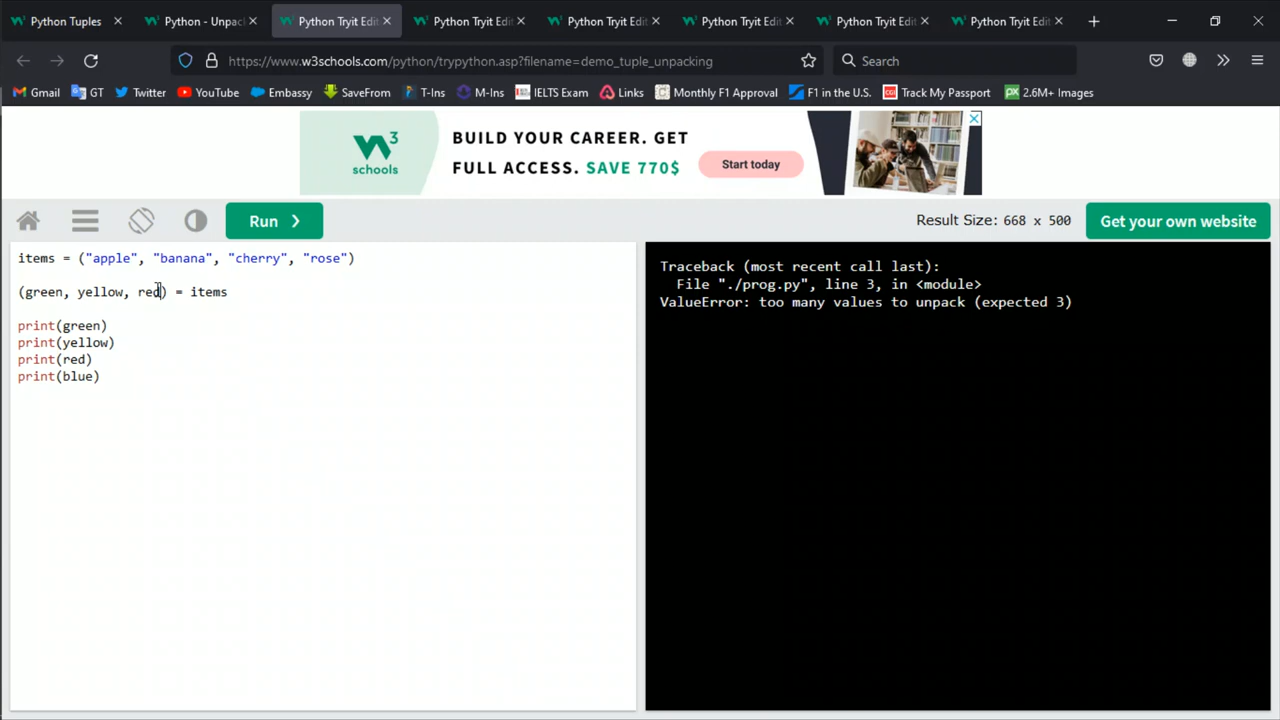 Python Tuples
Python - Unpac
Python Tryit Edit
Python Tryit Edit
Python Tryit Edit
Python Tryit Edit
Python Tryit Edit
Python Tryit Edit
https://www.w3schools.com/python/trypython.asp?filename=demo_tuple_unpacking
Search
Gmail
GT
Twitter
YouTube
Embassy
SaveFrom
T-Ins
M-Ins
IELTS Exam
Links
Monthly F1 Approval
F1 in the U.S.
CGI
Track My Passport
px
2.6M+ Images
3
schools
BUILD YOUR CAREER. GET
FULL ACCESS. SAVE 770$
Start today
Run ❯
Result Size: 668 x 500
Get your own website
items = ("apple", "banana", "cherry", "rose")
(green, yellow, red) = items
print(green)
print(yellow)
print(red)
print(blue)
Traceback (most recent call last):
File "./prog.py", line 3, in <module>
ValueError: too many values to unpack (expected 3)